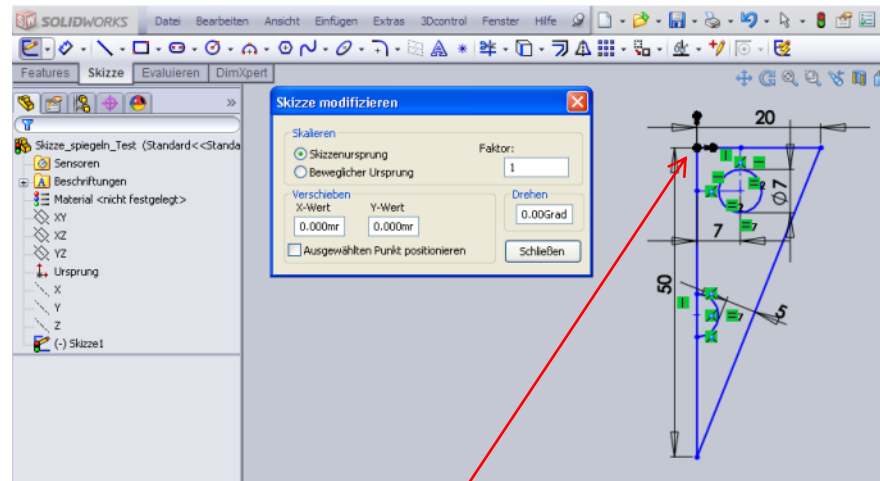 SOLIDWORKS Datei Bearbeiten Ansicht Einfügen Extras 3Dcontrol Fenster Hilfe
Features Skizze Evaluieren DimXpert
Skizze_spiegeln_Test (Standard<<Standa
Sensoren
Beschriftungen
Material <nicht festgelegt>
XY
XZ
YZ
Ursprung
X
Y
Z
(-) Skizze1
Skizze modifizieren
Skalieren
Skizzenursprung
Beweglicher Ursprung
Faktor:
1
Verschieben
X-Wert Y-Wert
0.000mr 0.000mr
Ausgewählten Punkt positionieren
Drehen
0.00Grad
Schließen
20
Ø7
7
50
5